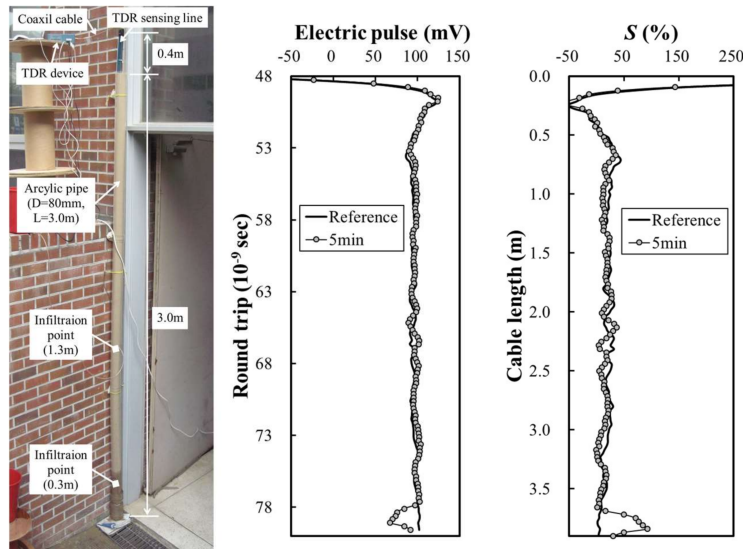 Coaxil cable
TDR sensing line
0.4m
TDR device
Arcylic pipe
(D=80mm,
L=3.0m)
3.0m
Infiltraion
point
(1.3m)
Infiltraion
point
(0.3m)
Electric pulse (mV)
-50 0 50 100 150
48
53
58
63
68
73
78
Round trip (10⁻⁹ sec)
Reference
5min
S (%)
-50 50 150 250
0.0
0.5
1.0
1.5
2.0
2.5
3.0
3.5
Cable length (m)
Reference
5min